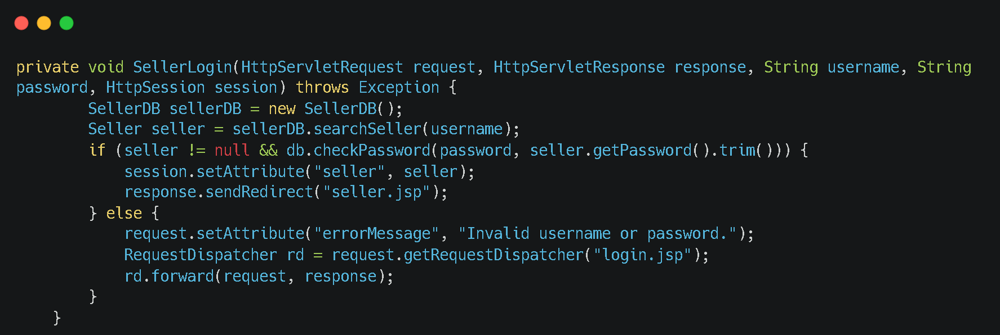 private void SellerLogin(HttpServletRequest request, HttpServletResponse response, String username, String
password, HttpSession session) throws Exception {
        SellerDB sellerDB = new SellerDB();
        Seller seller = sellerDB.searchSeller(username);
        if (seller != null && db.checkPassword(password, seller.getPassword().trim())) {
            session.setAttribute("seller", seller);
            response.sendRedirect("seller.jsp");
        } else {
            request.setAttribute("errorMessage", "Invalid username or password.");
            RequestDispatcher rd = request.getRequestDispatcher("login.jsp");
            rd.forward(request, response);
        }
    }